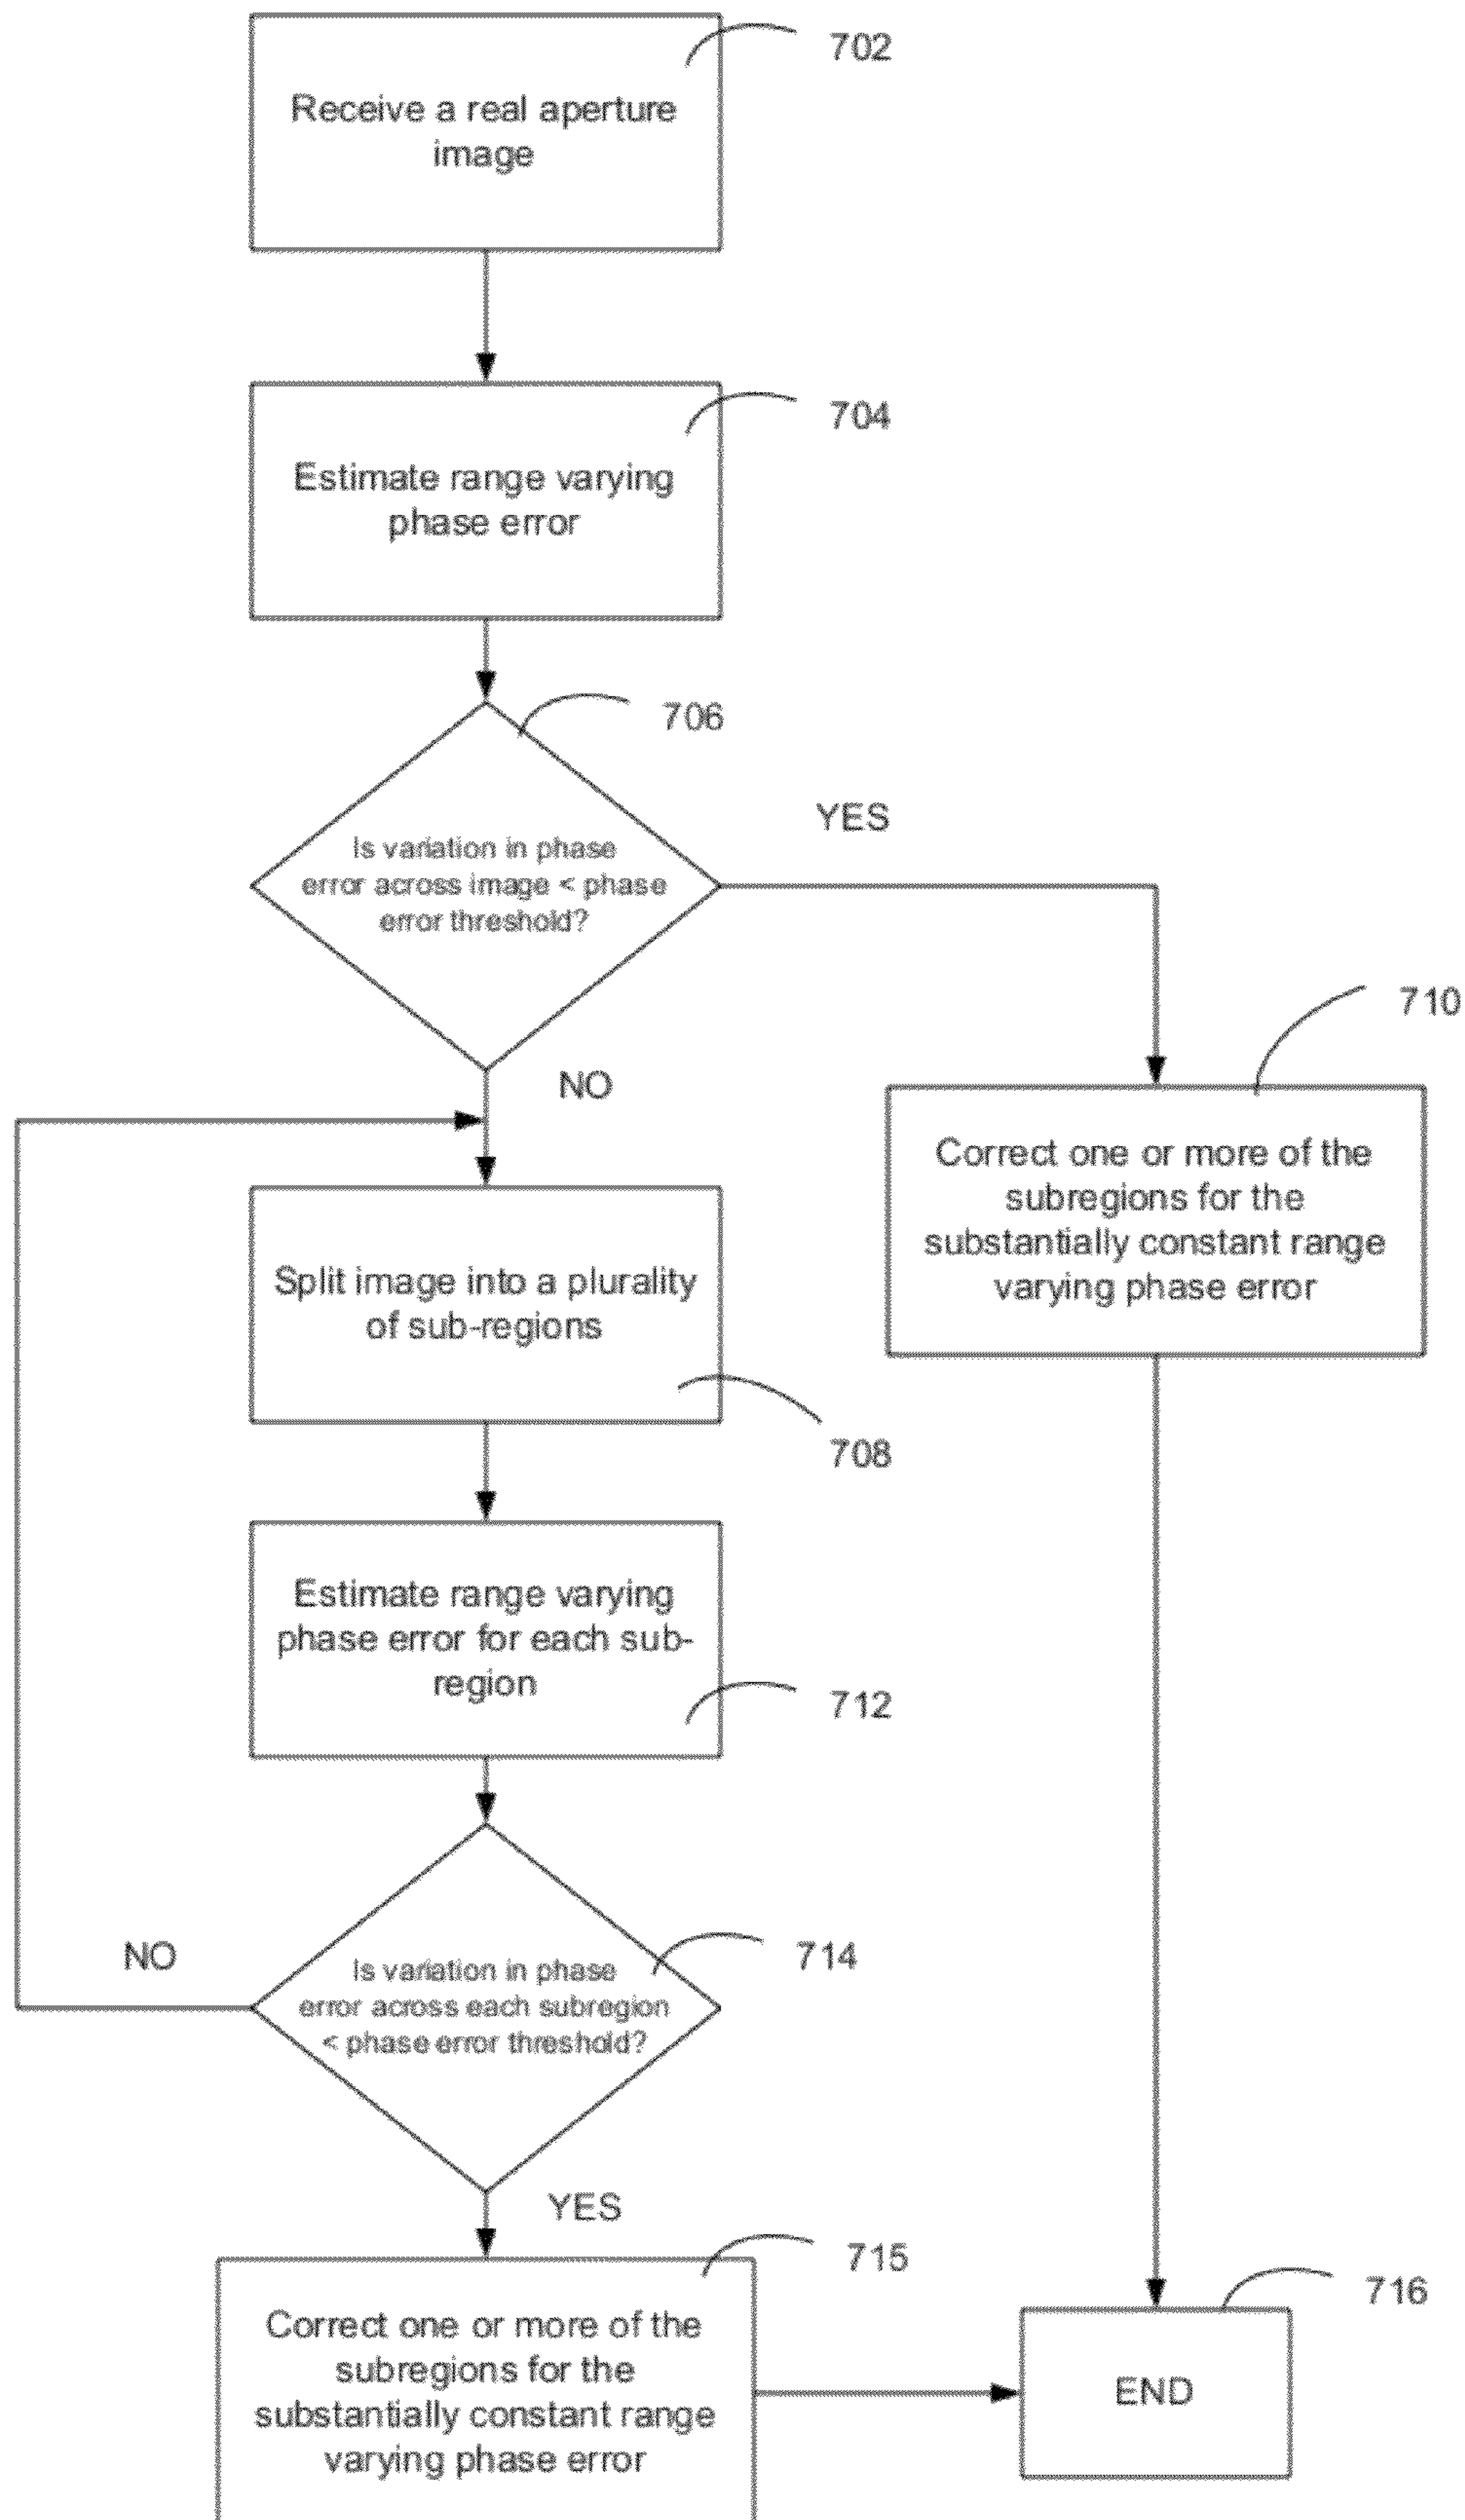 702
Receive a real aperture
image
704
Estimate range varying
phase error
706
Is variation in phase
error across image < phase
error threshold?
YES
NO
710
Correct one or more of the
subregions for the
substantially constant range
varying phase error
Split image into a plurality
of sub-regions
708
Estimate range varying
phase error for each sub-
region
712
714
NO
Is variation in phase
error across each subregion
< phase error threshold?
YES
715
716
Correct one or more of the
subregions for the
substantially constant range
varying phase error
END